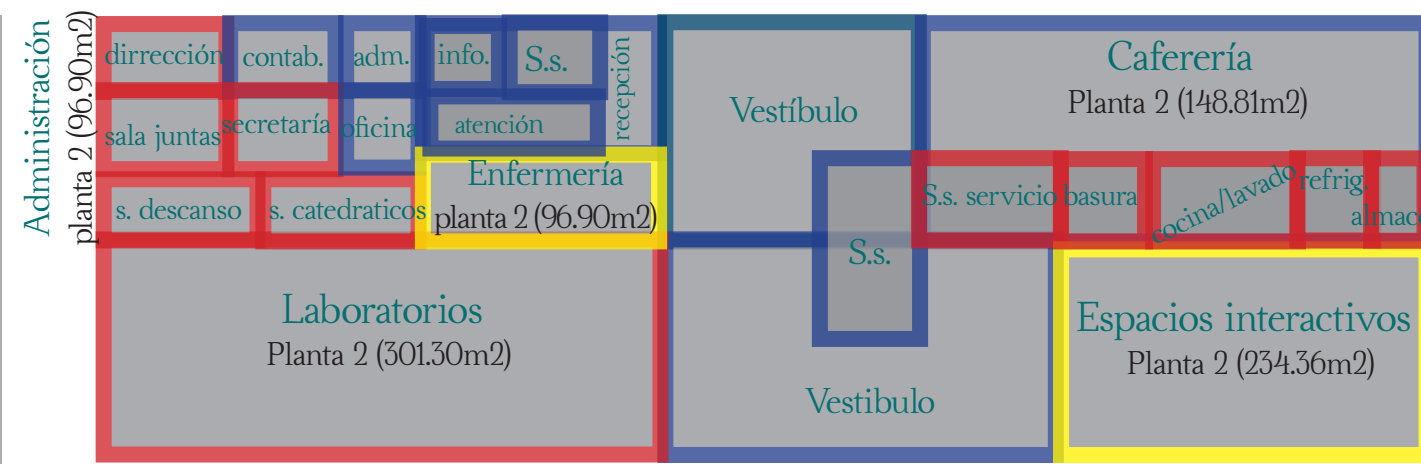 Administración
planta 2 (96.90m2)
dirrección
contab.
adm.
info.
S.s.
recepción
sala juntas
secretaría
oficina
atención
s. descanso
s. catedraticos
Enfermería
planta 2 (96.90m2)
Laboratorios
Planta 2 (301.30m2)
Vestíbulo
S.s.
Vestibulo
Caferería
Planta 2 (148.81m2)
S.s. servicio
basura
cocina/lavado
refrig.
almac
Espacios interactivos
Planta 2 (234.36m2)